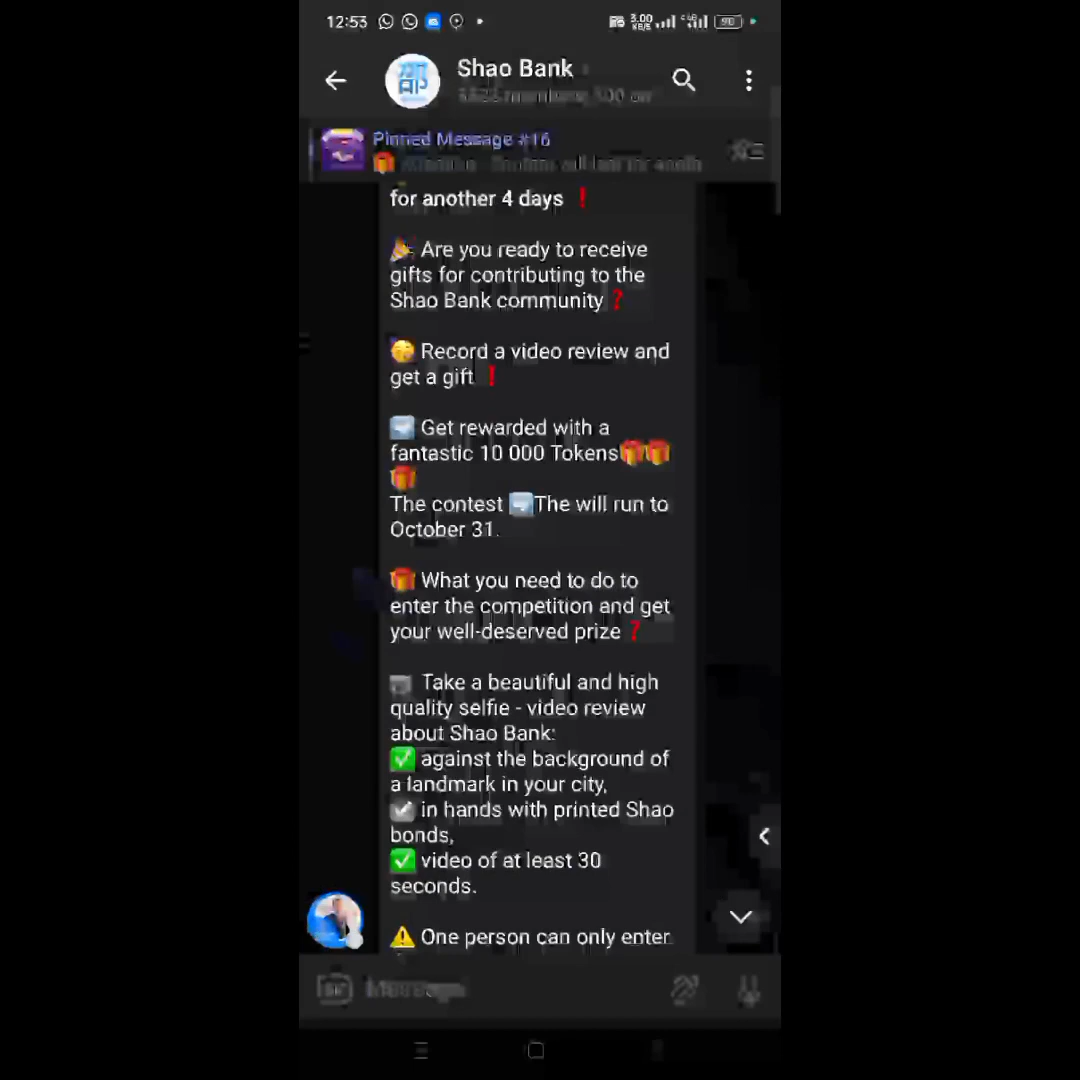 12:53
3.00
KB/S
Shao Bank
Pinned Message #16
for another 4 days ❗
🎉 Are you ready to receive
gifts for contributing to the
Shao Bank community❓
🥳 Record a video review and
get a gift ❗
➡️ Get rewarded with a
fantastic 10 000 Tokens🎁🎁
🎁
The contest ➡️The will run to
October 31.
🎁 What you need to do to
enter the competition and get
your well-deserved prize❓
Take a beautiful and high
quality selfie - video review
about Shao Bank:
✅ against the background of
a landmark in your city,
✅ in hands with printed Shao
bonds,
✅ video of at least 30
seconds.
⚠️ One person can only enter
Message